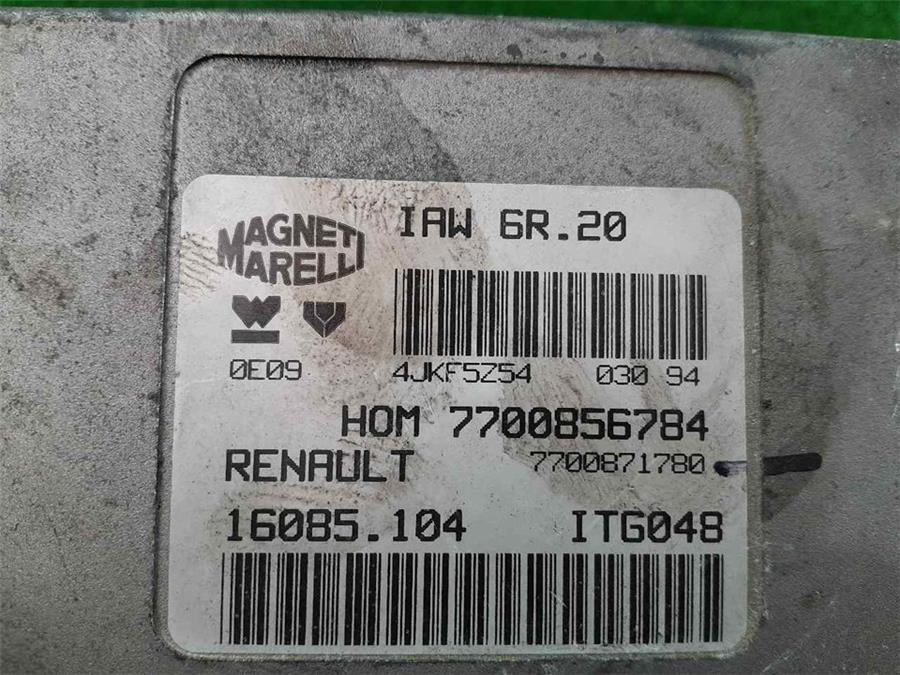 MAGNETI
MARELLI
IAW 6R.20
0E09
4JKF5Z54 030 94
HOM 7700856784
RENAULT 7700871780
16085.104 ITG048